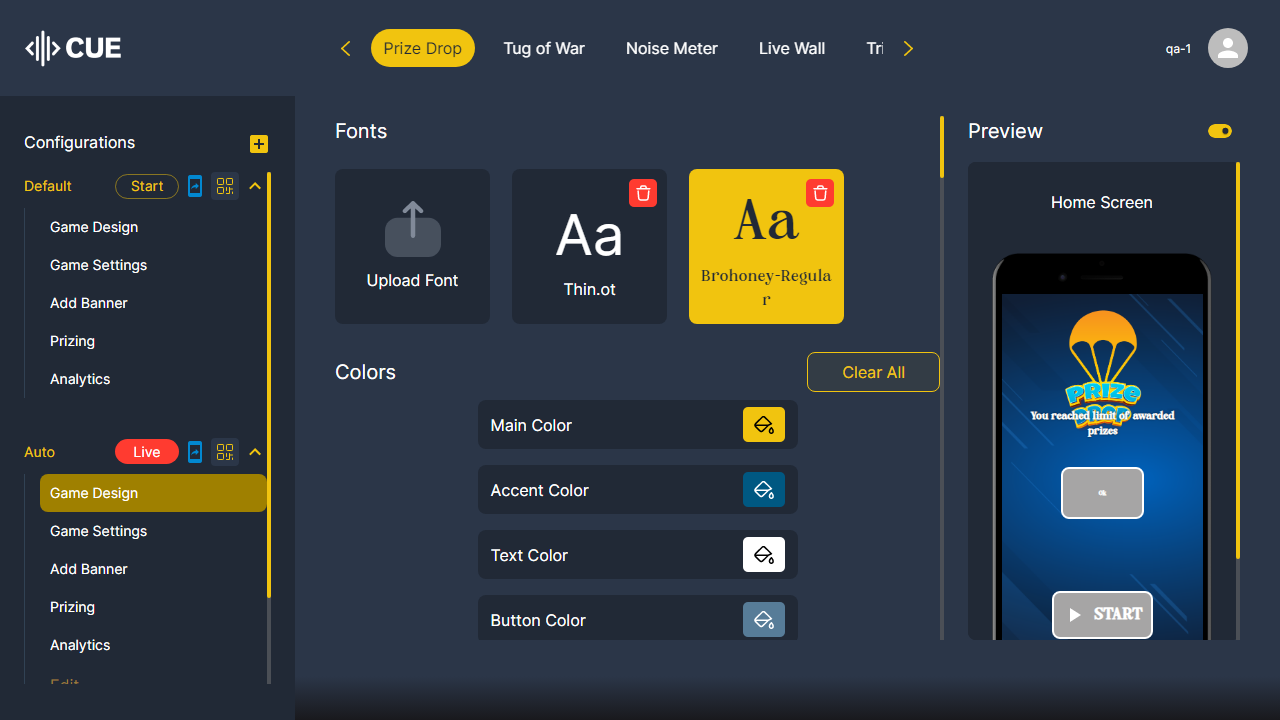 CUE
Prize Drop
Tug of War
Noise Meter
Live Wall
qa-1
Configurations
Default
Start
Game Design
Game Settings
Add Banner
Prizing
Analytics
Auto
Live
Game Design
Game Settings
Add Banner
Prizing
Analytics
Edit
Fonts
Upload Font
Aa
Thin.ot
Aa
Brohoney-Regula
r
Colors
Clear All
Main Color
Accent Color
Text Color
Button Color
Preview
Home Screen
PRIZE
DROP
You reached limit of awarded
prizes
START